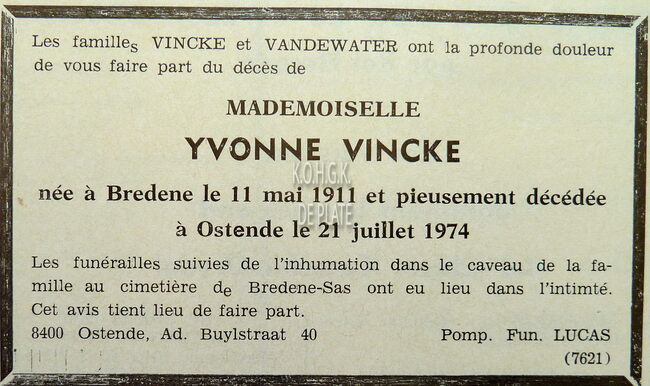 Les familles VINCKE et VANDEWATER ont la profonde douleur
de vous faire part du décès de
MADEMOISELLE
YVONNE VINCKE
K.O.H.G.K.
née à Bredene le 11 mai 1911 et pieusement décédée
DE PLATE
à Ostende le 21 juillet 1974
Les funérailles suivies de l'inhumation dans le caveau de la fa-
mille au cimetière de Bredene-Sas ont eu lieu dans l'intimté.
Cet avis tient lieu de faire part.
8400 Ostende, Ad. Buylstraat 40 Pomp. Fun. LUCAS
(7621)